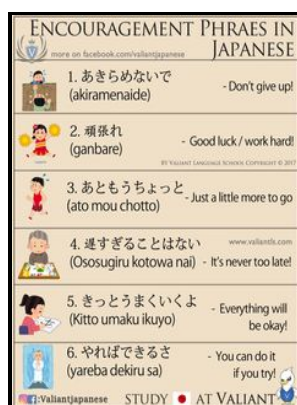 ENCOURAGEMENT PHRAES IN
JAPANESE
more on facebook.com/valiantjapanese
1. あきらめないで
(akiramenaide)
- Don't give up!
2. 頑張れ
(ganbare)
- Good luck / work hard!
BY VALIANT LANGUAGE SCHOOL COPYRIGHT © 2017
3. あともうちょっと
(ato mou chotto)
- Just a little more to go
www.valiantls.com
4. 遅すぎることはない
(Ososugiru kotowa nai)
- It's never too late!
5. きっとうまくいくよ
(Kitto umaku ikuyo)
- Everything will
be okay!
6. やればできるさ
(yareba dekiru sa)
- You can do it
if you try!
:Valiantjapanese
STUDY AT VALIANT